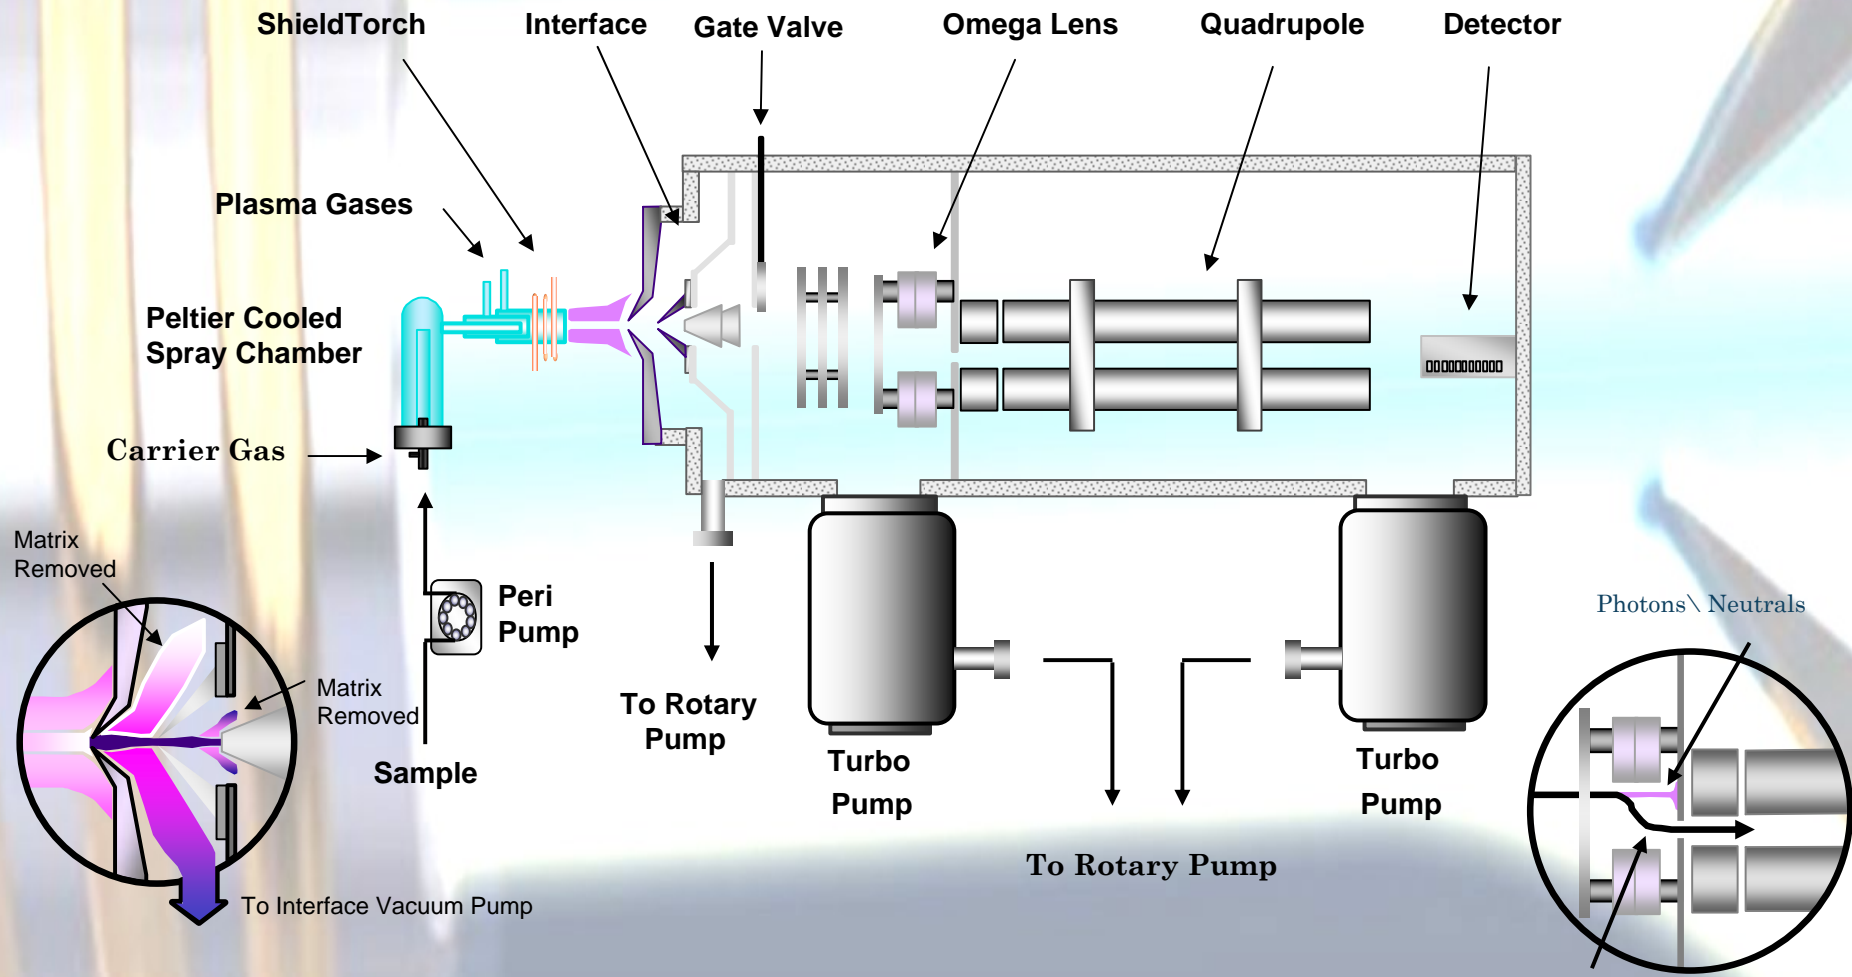 ShieldTorch
Interface
Gate Valve
Omega Lens
Quadrupole
Detector
Plasma Gases
Peltier Cooled
Spray Chamber
Carrier Gas
Matrix
Removed
Peri
Pump
Photons\ Neutrals
Matrix
Removed
To Rotary
Pump
Sample
Turbo
Pump
Turbo
Pump
To Rotary Pump
To Interface Vacuum Pump